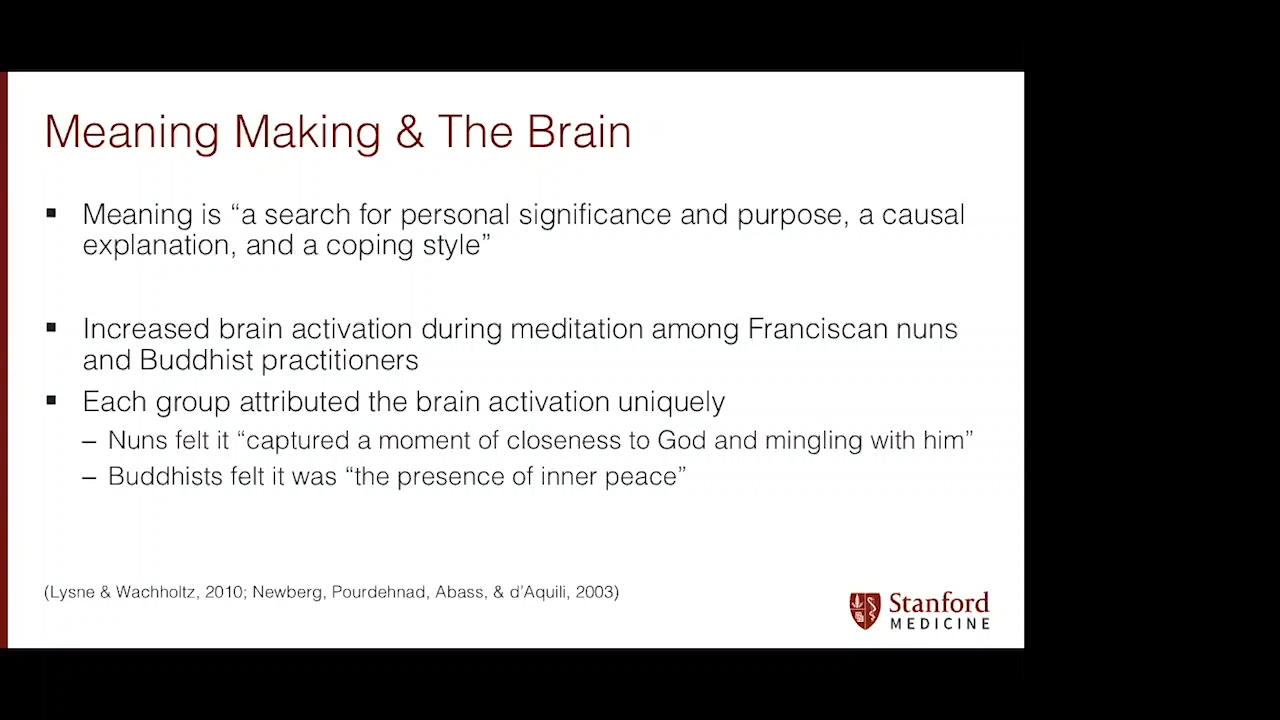 Meaning Making & The Brain
▪ Meaning is “a search for personal significance and purpose, a causal
explanation, and a coping style”
▪ Increased brain activation during meditation among Franciscan nuns
and Buddhist practitioners
▪ Each group attributed the brain activation uniquely
– Nuns felt it “captured a moment of closeness to God and mingling with him”
– Buddhists felt it was “the presence of inner peace”
(Lysne & Wachholtz, 2010; Newberg, Pourdehnad, Abass, & d’Aquili, 2003)
Stanford
MEDICINE